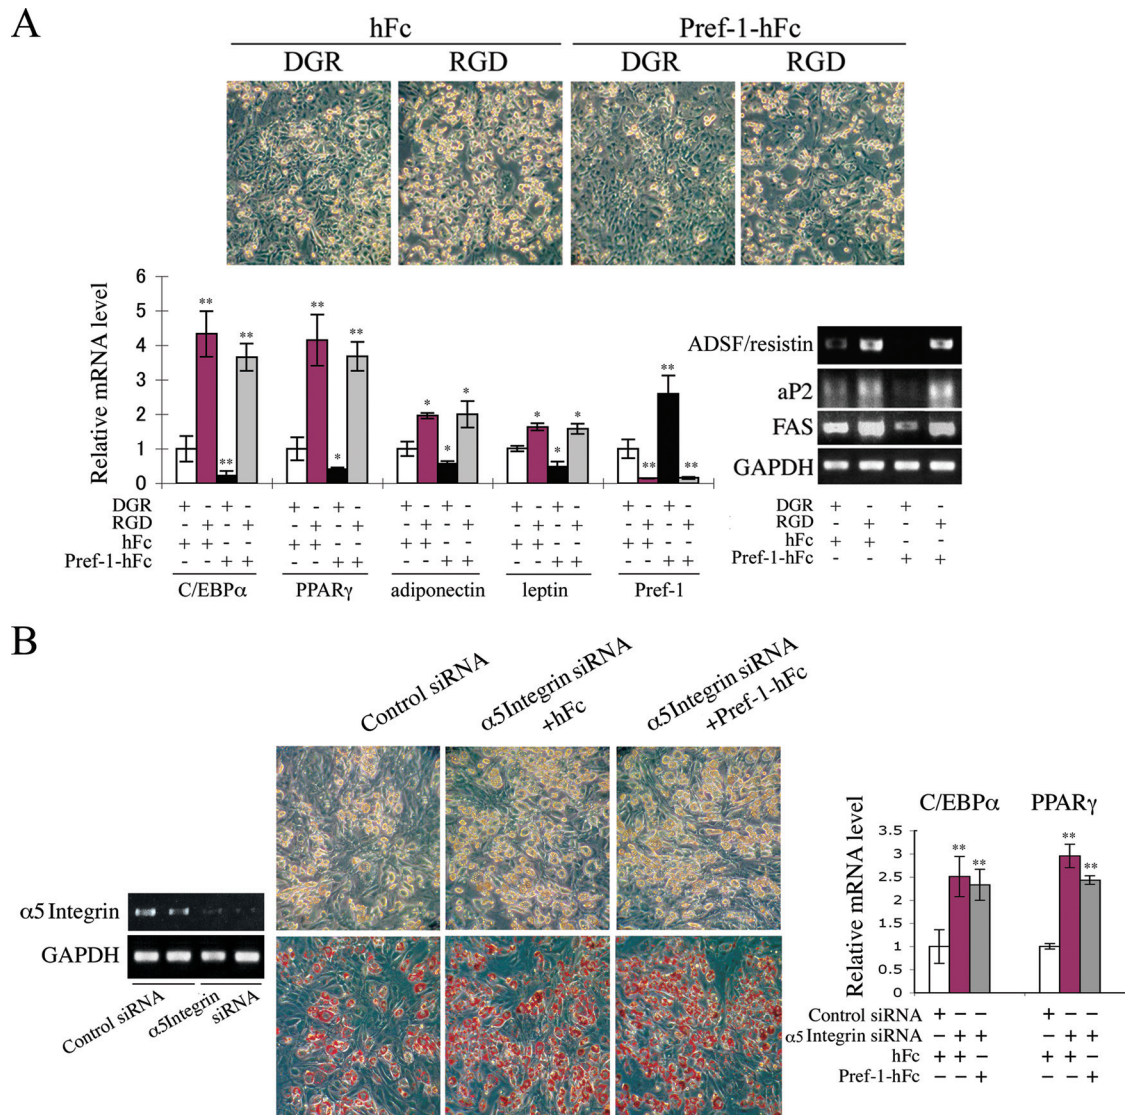 A
hFc Pref-1-hFc
DGR RGD DGR RGD
Relative mRNA level
6
5
4
3
2
1
0
** ** ** ** ** * * * * * * * ** ** **
DGR + - + - + - + - + - + - + - + - + - + -
RGD - + - + - + - + - + - + - + - + - + - +
hFc + + - - + + - - + + - - + + - - + + - -
Pref-1-hFc - - + + - - + + - - + + - - + + - - + +
C/EBPα PPARγ adiponectin leptin Pref-1
ADSF/resistin
aP2
FAS
GAPDH
DGR + - + -
RGD - + - +
hFc + + - -
Pref-1-hFc - - + +
B
Control siRNA
α5Integrin siRNA
+hFc
α5Integrin siRNA
+Pref-1-hFc
α5 Integrin
GAPDH
Control siRNA
α5Integrin
siRNA
C/EBPα PPARγ
Relative mRNA level
3.5
3
2.5
2
1.5
1
0.5
0
** ** ** **
Control siRNA + − − + − −
α5 Integrin siRNA − + + − + +
hFc + + − + + −
Pref-1-hFc − − + − − +